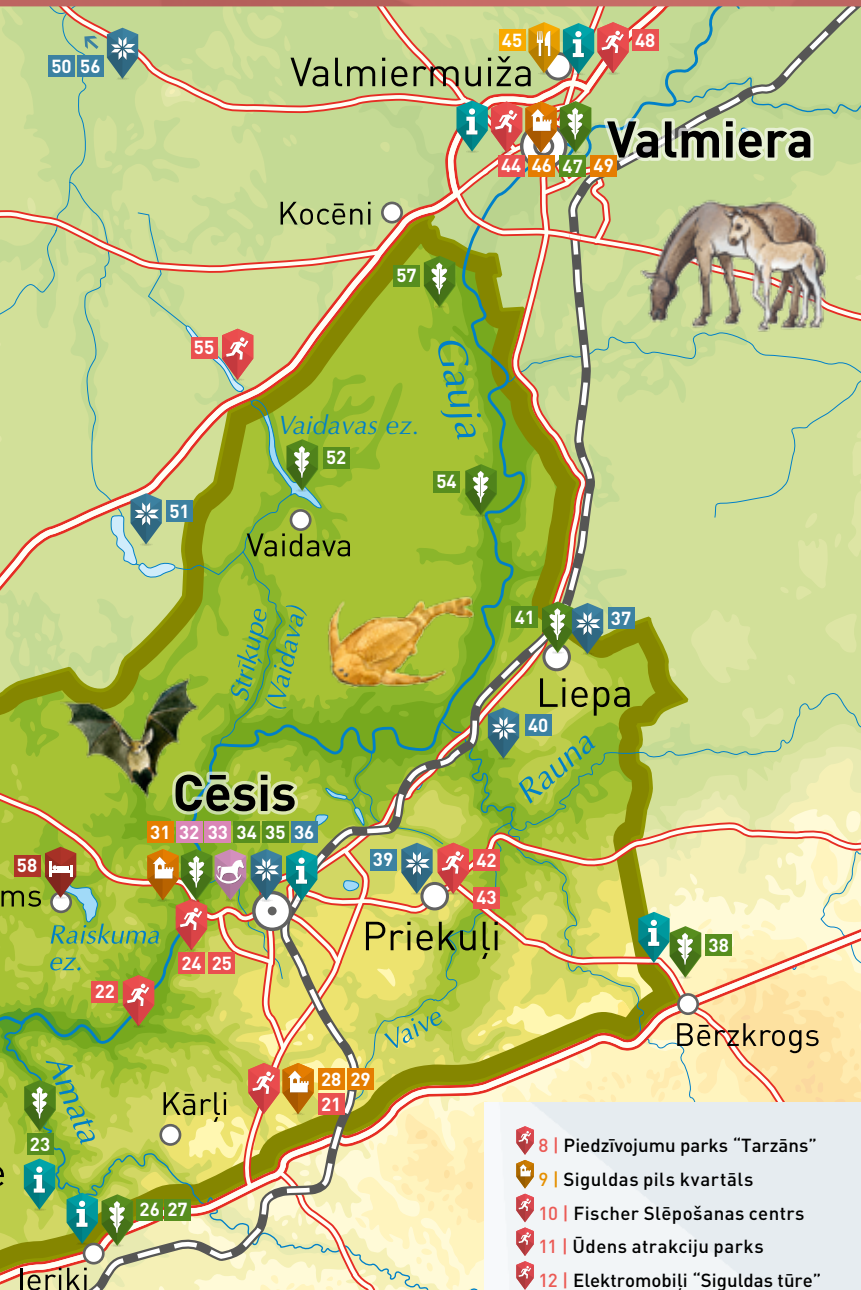 45
48
50 56
Valmiermuiža
Valmiera
44 46 47 49
Kocēni
57
55
Gauja
Vaidavas ez.
52
54
51
Vaidava
41
37
Strīķupe
(Vaidava)
Liepa
40
Rauna
Cēsis
31 32 33 34 35 36
58
39
42
43
ms
Priekuļi
Raiskuma
ez.
38
24 25
22
Bērzkrogs
Vaive
Amata
28 29
21
Kārļi
23
e
26 27
Ieriķi
8 | Piedzīvojumu parks “Tarzāns”
9 | Siguldas pils kvartāls
10 | Fischer Slēpošanas centrs
11 | Ūdens atrakciju parks
12 | Elektromobiļi “Siguldas tūre”